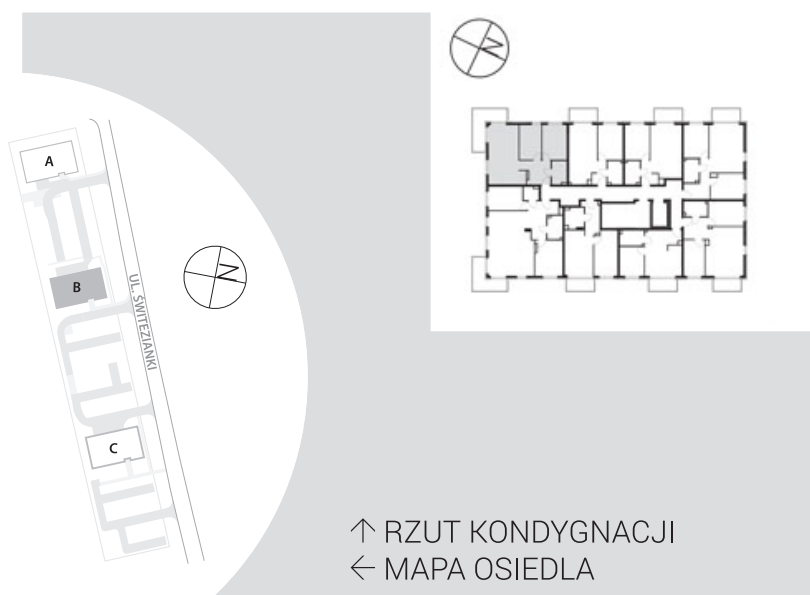 N
A
B
N
UL. ŚWITEZIANKI
C
↑ RZUT KONDYGNACJI
← MAPA OSIEDLA